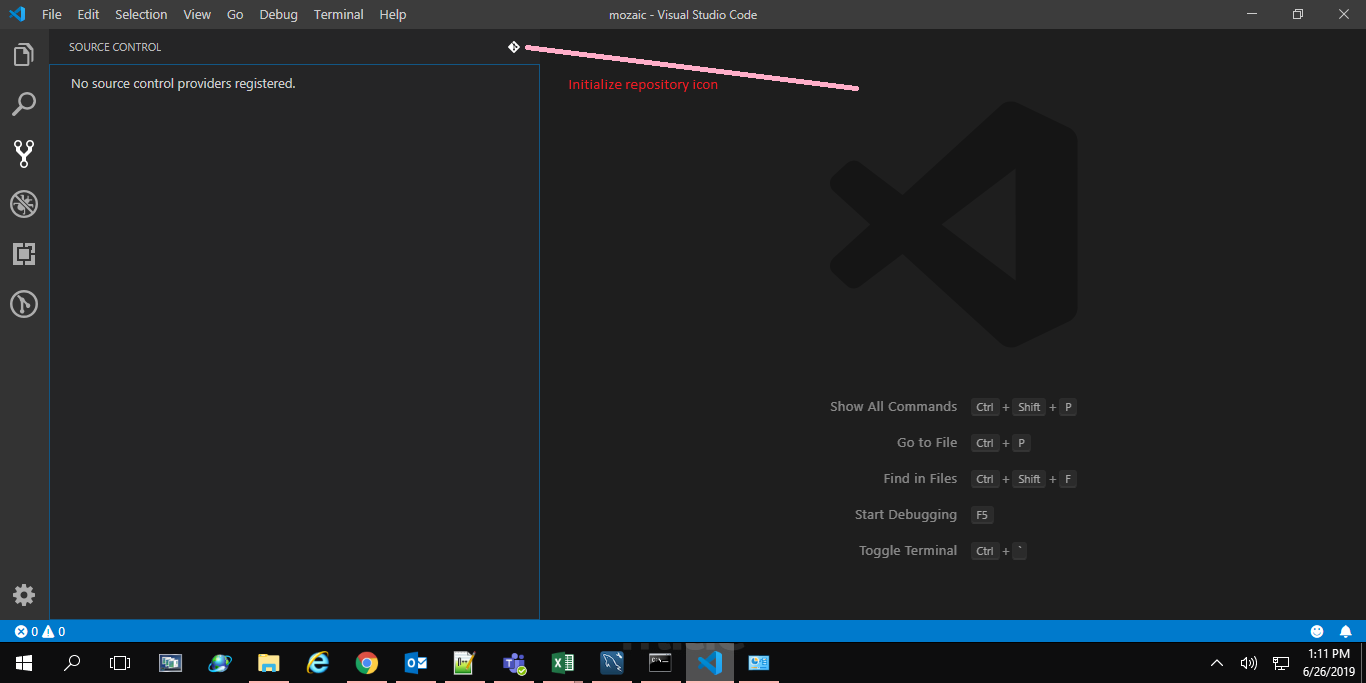 File Edit Selection View Go Debug Terminal Help mozaic - Visual Studio Code
SOURCE CONTROL
No source control providers registered.
Initialize repository icon
Show All Commands Ctrl + Shift + P
Go to File Ctrl + P
Find in Files Ctrl + Shift + F
Start Debugging F5
Toggle Terminal Ctrl + `
0 0
1:11 PM
6/26/2019